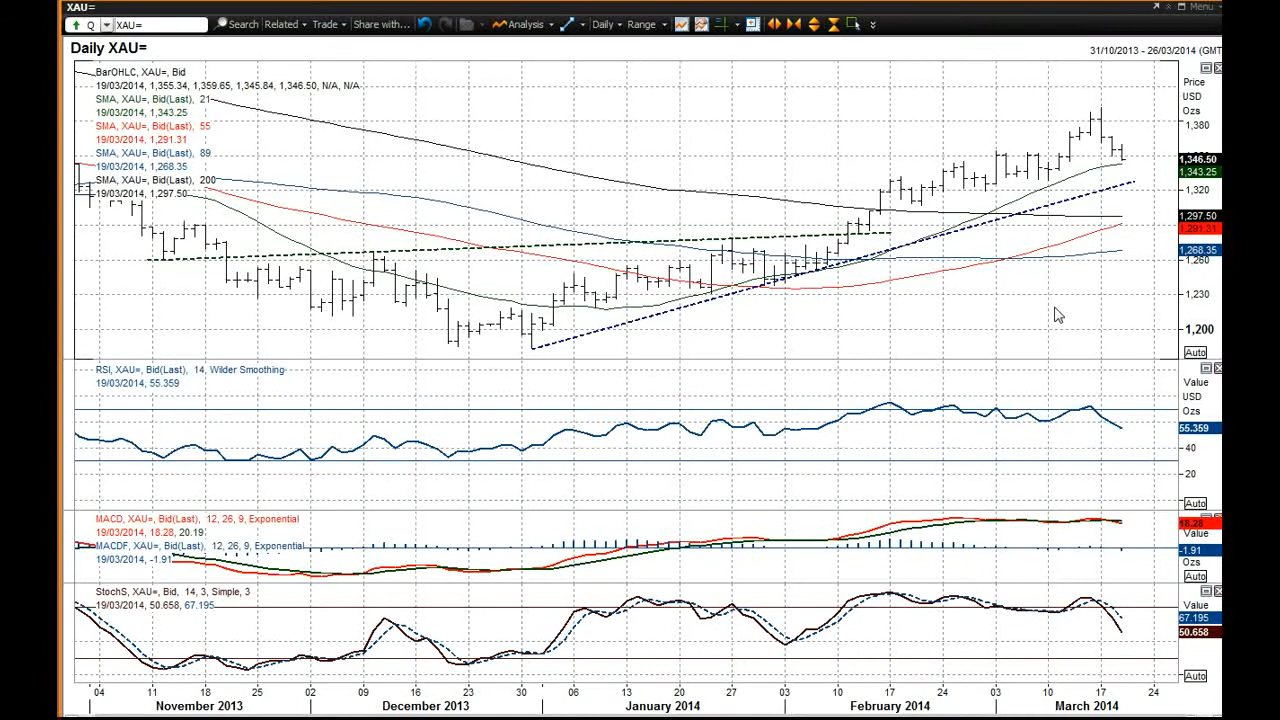 XAU=
Menu
Q XAU= Search Related Trade Share with... Analysis Daily Range
Daily XAU=
31/10/2013 - 26/03/2014 (GMT
BarOHLC, XAU=, Bid
19/03/2014, 1,355.34, 1,359.65, 1,345.84, 1,346.50, N/A, N/A
SMA, XAU=, Bid(Last), 21
19/03/2014, 1,343.25
SMA, XAU=, Bid(Last), 55
19/03/2014, 1,291.31
SMA, XAU=, Bid(Last), 89
19/03/2014, 1,268.35
SMA, XAU=, Bid(Last), 200
19/03/2014, 1,297.50
Price
USD
Ozs
1,380
1,346.50
1,343.25
1,320
1,297.50
1,291.31
1,268.35
1,260
1,230
1,200
Auto
RSI, XAU=, Bid(Last), 14, Wilder Smoothing
19/03/2014, 55.359
Value
USD
Ozs
55.359
40
20
Auto
MACD, XAU=, Bid(Last), 12, 26, 9, Exponential
19/03/2014, 18.28, 20.19
MACDF, XAU=, Bid(Last), 12, 26, 9, Exponential
19/03/2014, -1.91
18.28
Value
-1.91
Ozs
Auto
StochS, XAU=, Bid, 14, 3, Simple, 3
19/03/2014, 50.658, 67.195
Value
67.195
50.658
Auto
04 11 18 25 02 09 16 23 30 06 13 20 27 03 10 17 24 03 10 17 24
November 2013 December 2013 January 2014 February 2014 March 2014